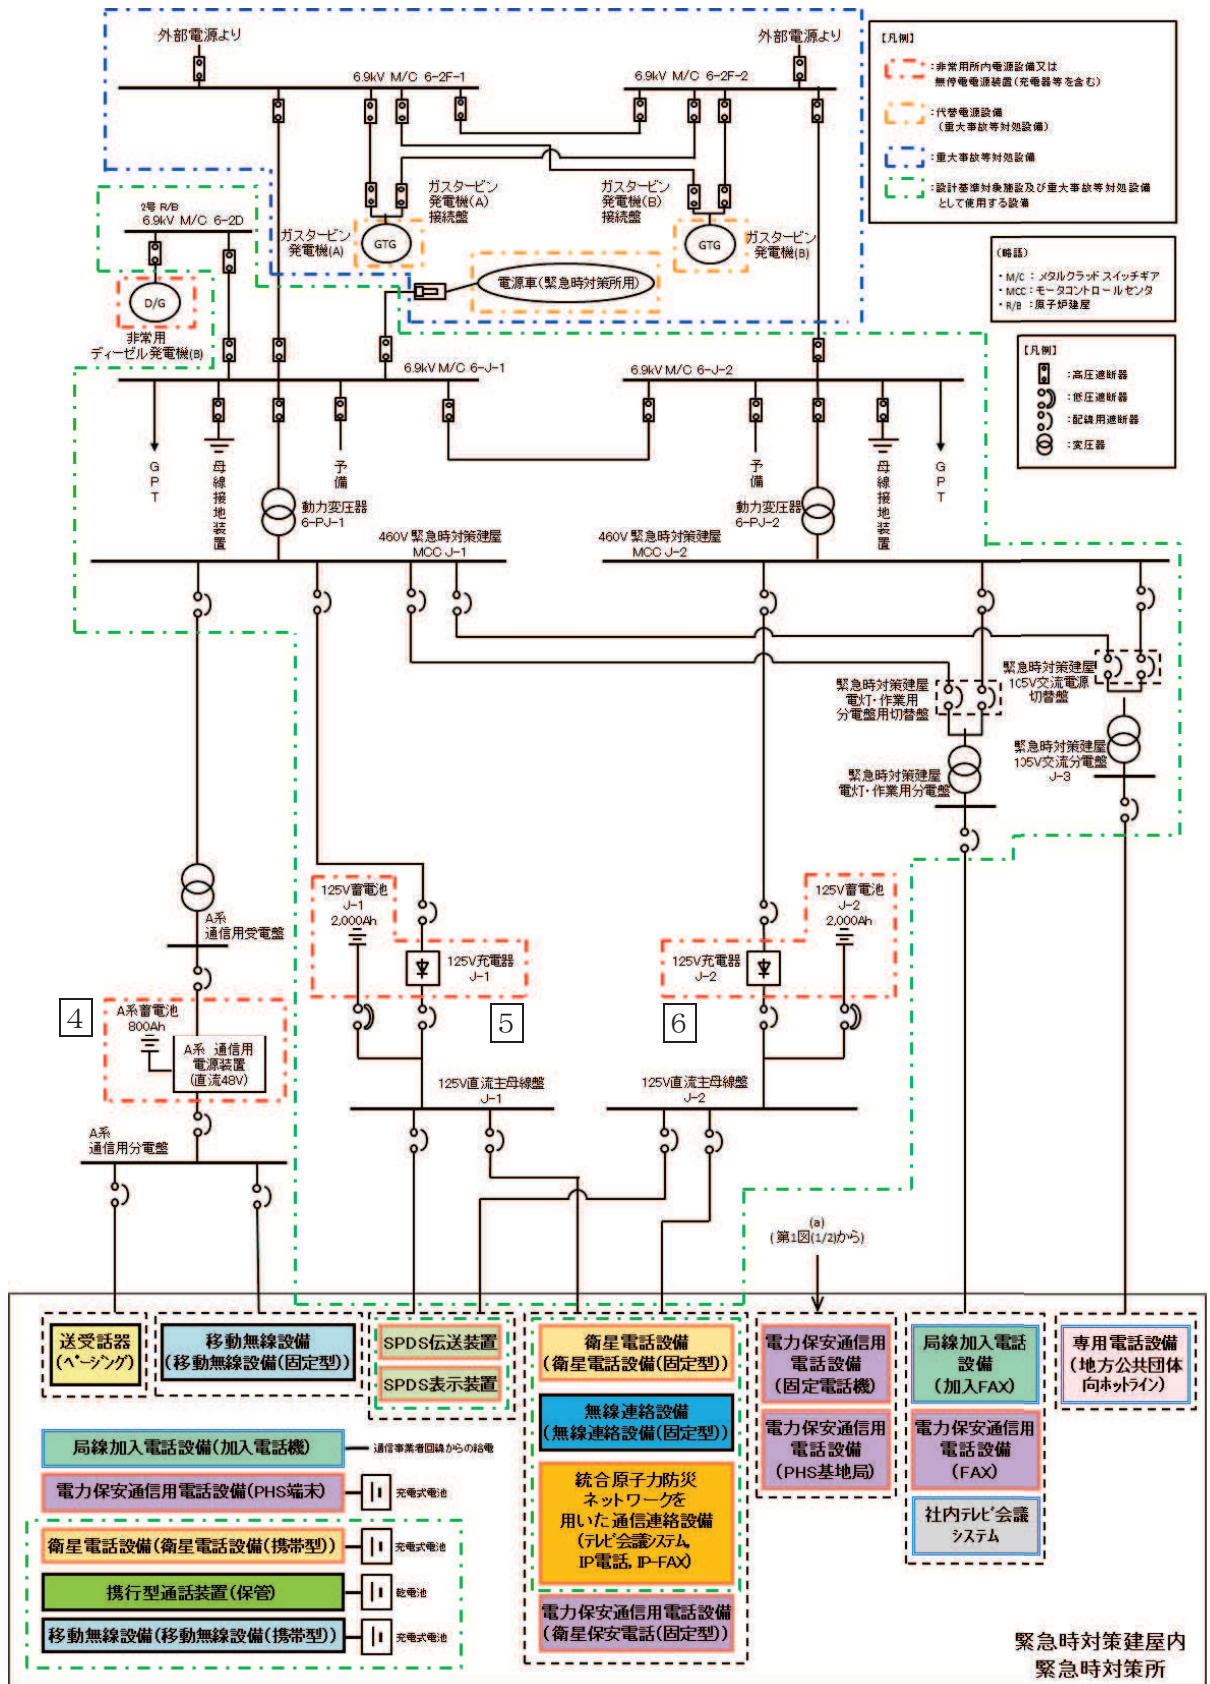 外部電源より
外部電源より
6.9kV M/C 6-2F-1
6.9kV M/C 6-2F-2
【凡例】
：非常用所内電源設備又は
無停電電源装置(充電器等を含む)
：代替電源設備
(重大事故等対処設備)
：重大事故等対処設備
：設計基準対象施設及び重大事故等対処設備
として使用する設備
(略語)
・M/C：メタルクラッドスイッチギア
・MCC：モータコントロールセンタ
・R/B：原子炉建屋
【凡例】
：高圧遮断器
：低圧遮断器
：配線用遮断器
：変圧器
2号 R/B
6.9kV M/C 6-2D
ガスタービン
発電機(A)
接続盤
ガスタービン
発電機(B)
接続盤
ガスタービン
発電機(A)
GTG
GTG
ガスタービン
発電機(B)
電源車(緊急時対策所用)
D/G
非常用
ディーゼル発電機(B)
6.9kV M/C 6-J-1
6.9kV M/C 6-J-2
GPT
母線接地装置
予備
予備
母線接地装置
GPT
動力変圧器
6-PJ-1
動力変圧器
6-PJ-2
460V 緊急時対策建屋
MCC J-1
460V 緊急時対策建屋
MCC J-2
緊急時対策建屋
電灯・作業用
分電盤用切替盤
緊急時対策建屋
105V交流電源
切替盤
緊急時対策建屋
電灯・作業用分電盤
緊急時対策建屋
105V交流分電盤
J-3
A系
通信用受電盤
125V蓄電池
J-1
2,000Ah
125V充電器
J-1
125V蓄電池
J-2
2,000Ah
125V充電器
J-2
4
5
6
A系蓄電池
800Ah
A系 通信用
電源装置
(直流48V)
A系
通信用分電盤
125V直流主母線盤
J-1
125V直流主母線盤
J-2
(a)
(第1図(1/2)から)
送受話器
(ページング)
移動無線設備
(移動無線設備(固定型))
SPDS伝送装置
SPDS表示装置
衛星電話設備
(衛星電話設備(固定型))
無線連絡設備
(無線連絡設備(固定型))
統合原子力防災
ネットワークを
用いた通信連絡設備
(テレビ会議システム,
IP電話, IP-FAX)
電力保安通信用電話設備
(衛星保安電話(固定型))
電力保安通信用
電話設備
(固定電話機)
電力保安通信用
電話設備
(PHS基地局)
局線加入電話
設備
(加入FAX)
電力保安通信用
電話設備
(FAX)
社内テレビ会議
システム
専用電話設備
(地方公共団体
向ホットライン)
局線加入電話設備(加入電話機)
通信事業者回線からの給電
電力保安通信用電話設備(PHS端末)
充電式電池
衛星電話設備(衛星電話設備(携帯型))
充電式電池
携行型通話装置(保管)
乾電池
移動無線設備(移動無線設備(携帯型))
充電式電池
緊急時対策建屋内
緊急時対策所